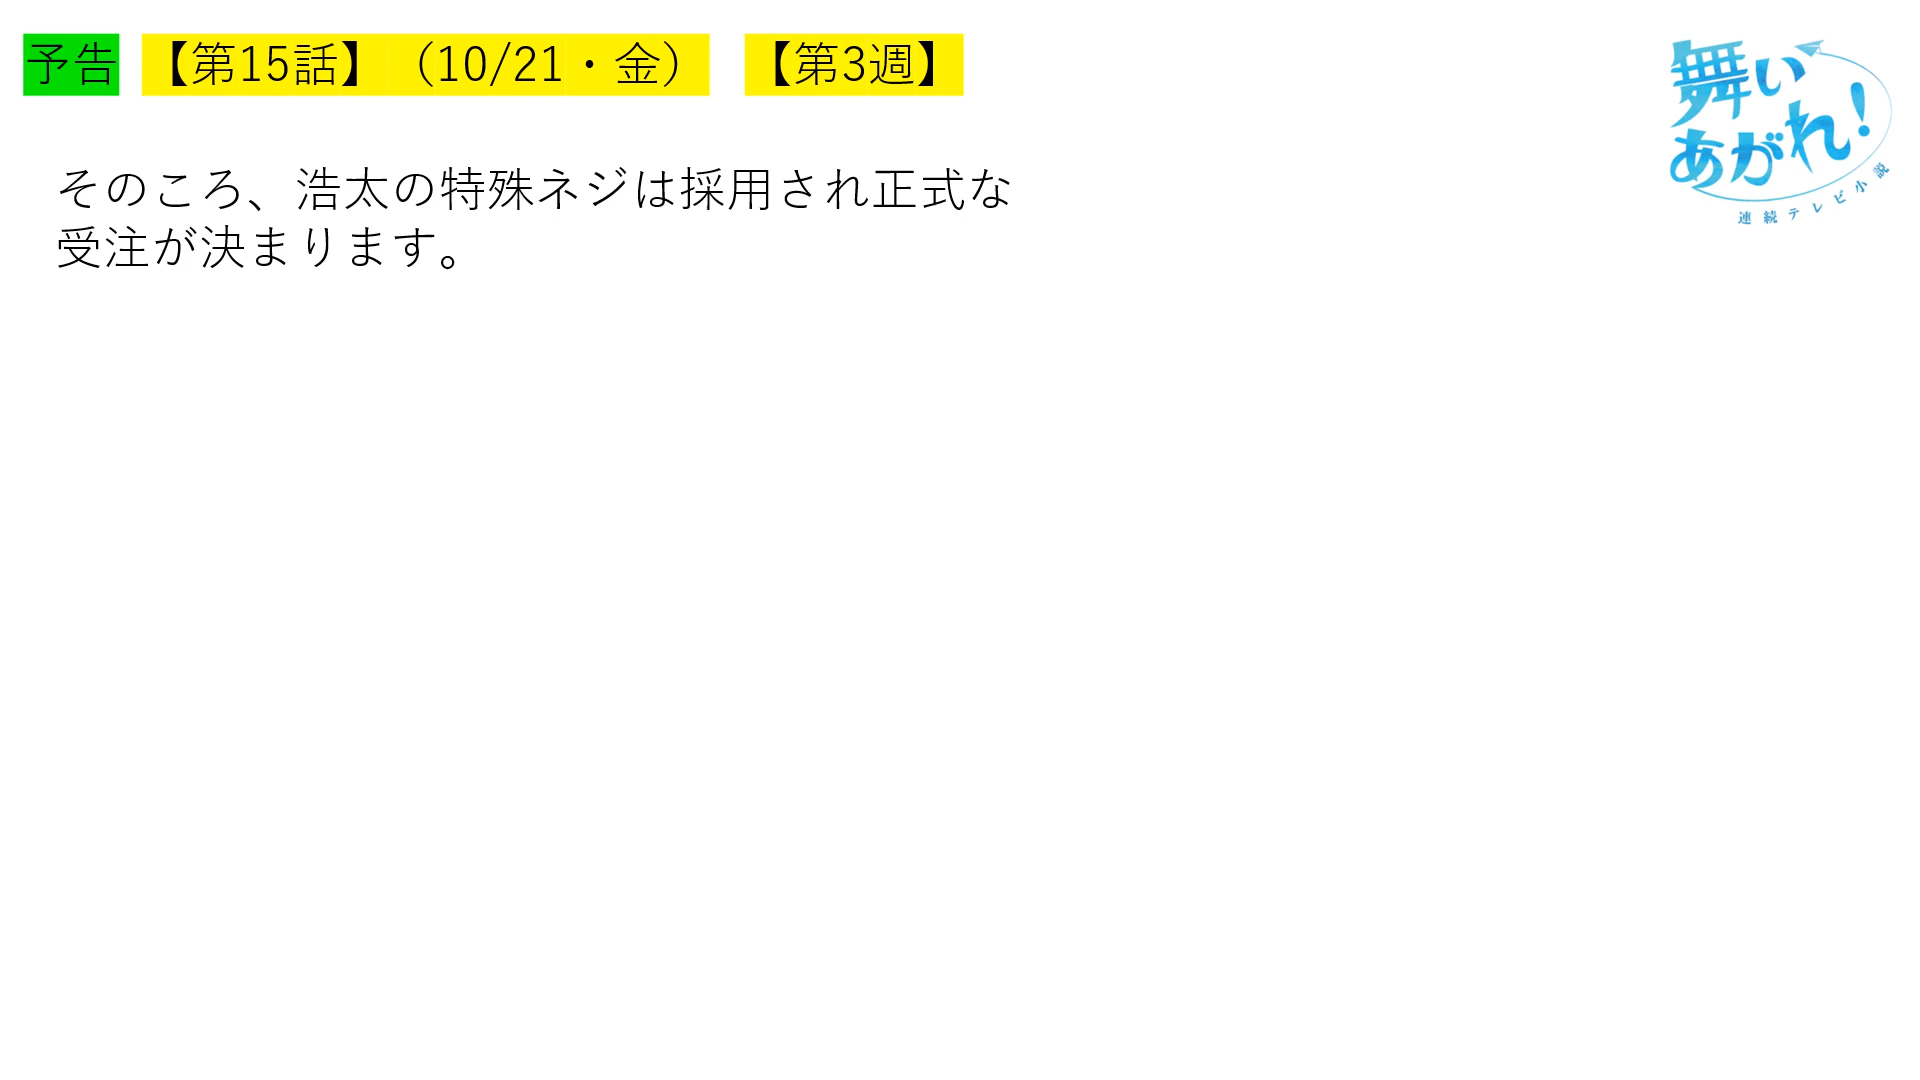 予告 【第15話】（10/21・金） 【第3週】
そのころ、浩太の特殊ネジは採用され正式な
受注が決まります。
舞い
あがれ!
連続テレビ小説